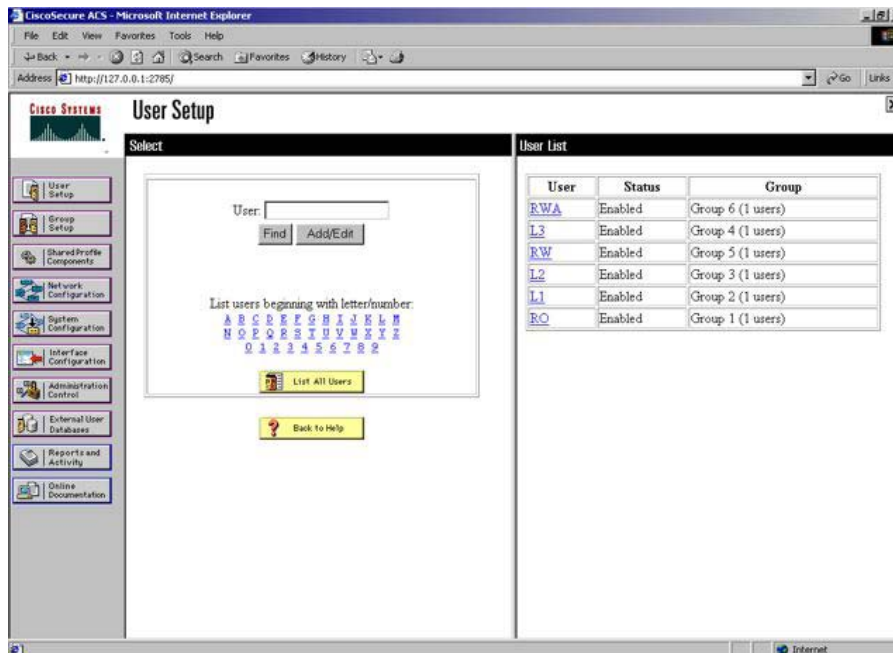 CiscoSecure ACS - Microsoft Internet Explorer
File Edit View Favorites Tools Help
Back Search Favorites History
Address http://127.0.0.1:2785/ Go Links
CISCO SYSTEMS
User Setup
Select
User List
User Setup
Group Setup
Shared Profile Components
Network Configuration
System Configuration
Interface Configuration
Administration Control
External User Databases
Reports and Activity
Online Documentation
User:
Find Add/Edit
List users beginning with letter/number:
A B C D E F G H I J K L M
N O P Q R S T U V W X Y Z
0 1 2 3 4 5 6 7 8 9
List All Users
Back to Help
User Status Group
RWA Enabled Group 6 (1 users)
L3 Enabled Group 4 (1 users)
RW Enabled Group 5 (1 users)
L2 Enabled Group 3 (1 users)
L1 Enabled Group 2 (1 users)
RO Enabled Group 1 (1 users)
Internet